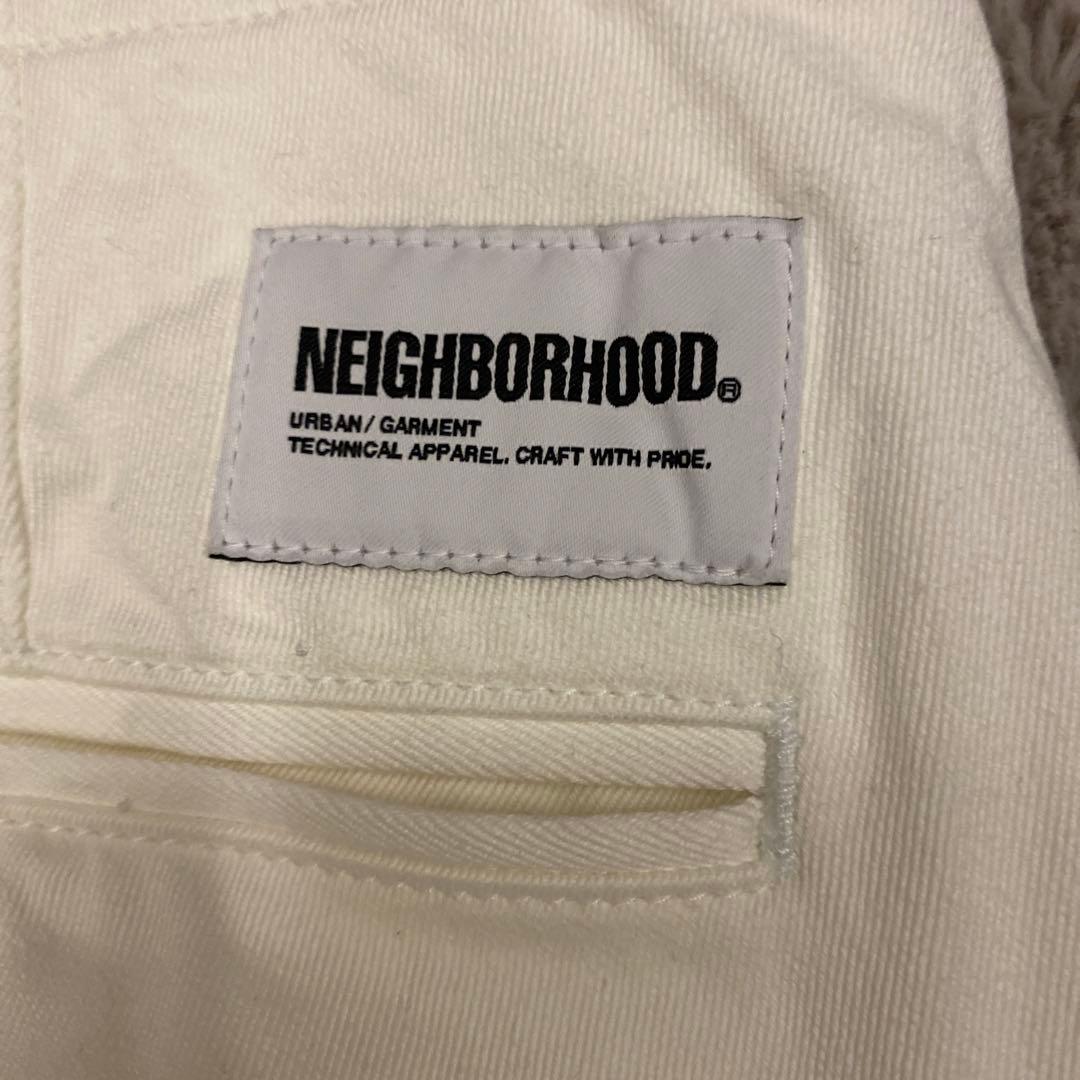 NEIGHBORHOOD®
URBAN / GARMENT
TECHNICAL APPAREL. CRAFT WITH PRIDE.